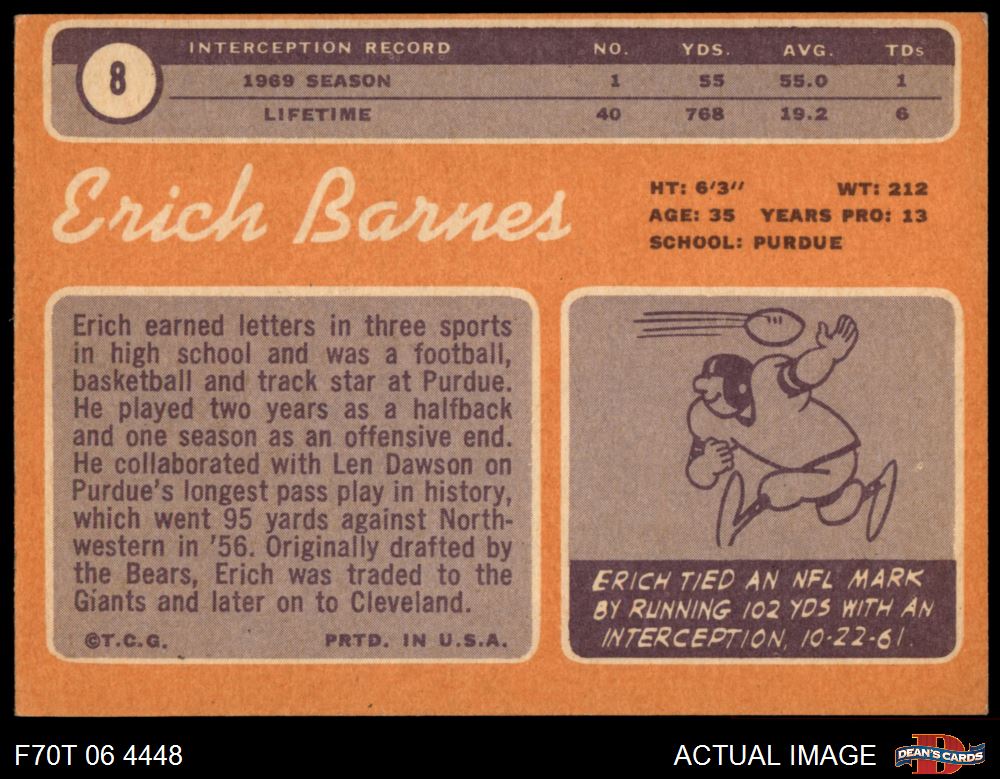 8
INTERCEPTION RECORD NO. YDS. AVG. TDs
1969 SEASON 1 55 55.0 1
LIFETIME 40 768 19.2 6
Erich Barnes
HT: 6'3" WT: 212
AGE: 35 YEARS PRO: 13
SCHOOL: PURDUE
Erich earned letters in three sports
in high school and was a football,
basketball and track star at Purdue.
He played two years as a halfback
and one season as an offensive end.
He collaborated with Len Dawson on
Purdue's longest pass play in history,
which went 95 yards against North-
western in '56. Originally drafted by
the Bears, Erich was traded to the
Giants and later on to Cleveland.
©T.C.G. PRTD. IN U.S.A.
ERICH TIED AN NFL MARK
BY RUNNING 102 YDS WITH AN
INTERCEPTION, 10-22-61.
F70T 06 4448 ACTUAL IMAGE
D
DEAN'S CARDS